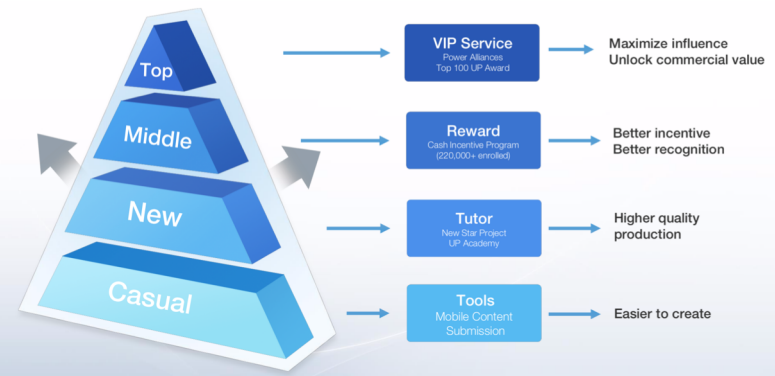 Top
VIP Service
Power Alliances
Top 100 UP Award
Maximize influence
Unlock commercial value
Middle
Reward
Cash Incentive Program
(220,000+ enrolled)
Better incentive
Better recognition
New
Tutor
New Star Project
UP Academy
Higher quality
production
Casual
Tools
Mobile Content
Submission
Easier to create